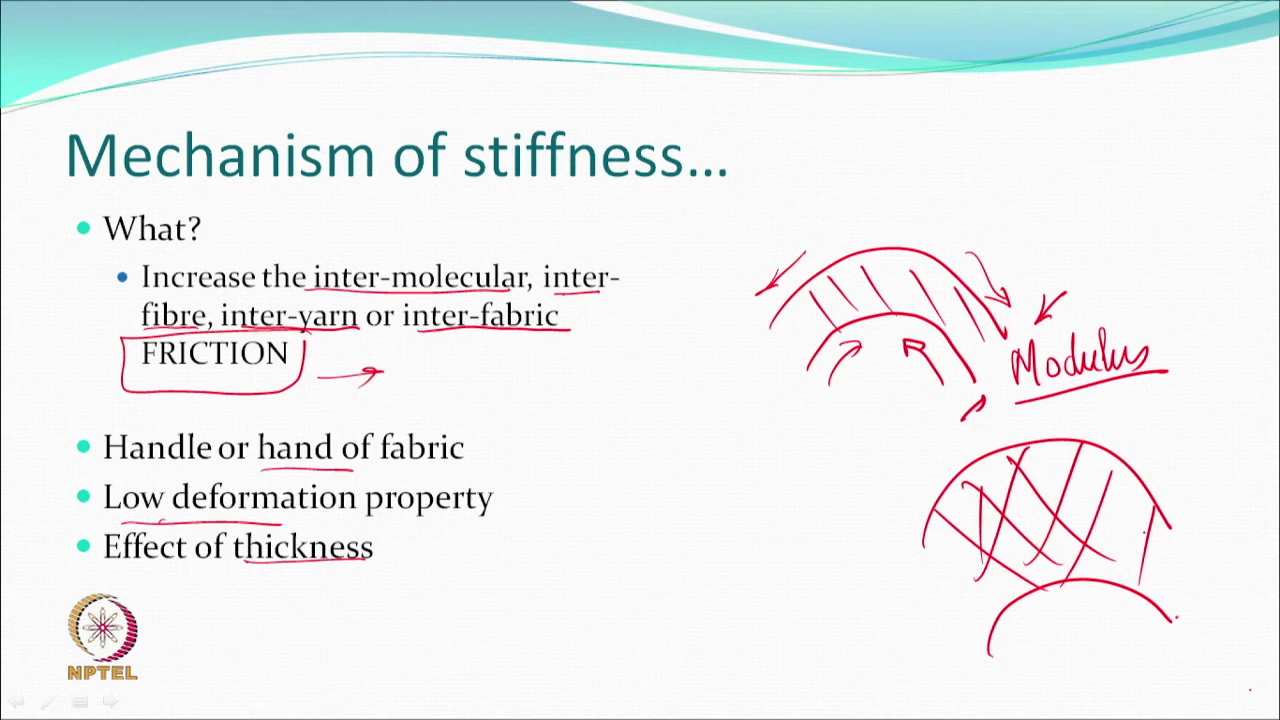 Mechanism of stiffness...
What?
Increase the inter-molecular, inter-
fibre, inter-yarn or inter-fabric
FRICTION
Modulus
Handle or hand of fabric
Low deformation property
Effect of thickness
NPTEL